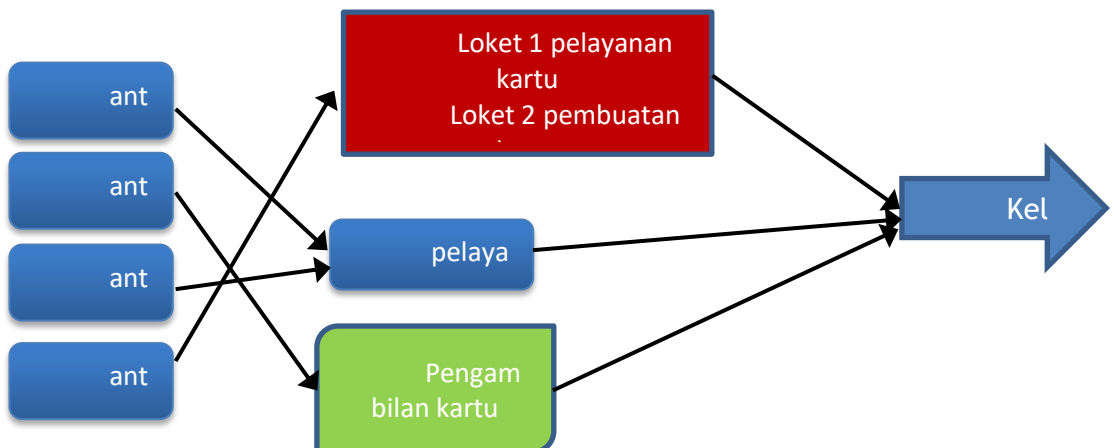 ant
ant
ant
ant
Loket 1 pelayanan
kartu
Loket 2 pembuatan
pelaya
Pengam
bilan kartu
Kel